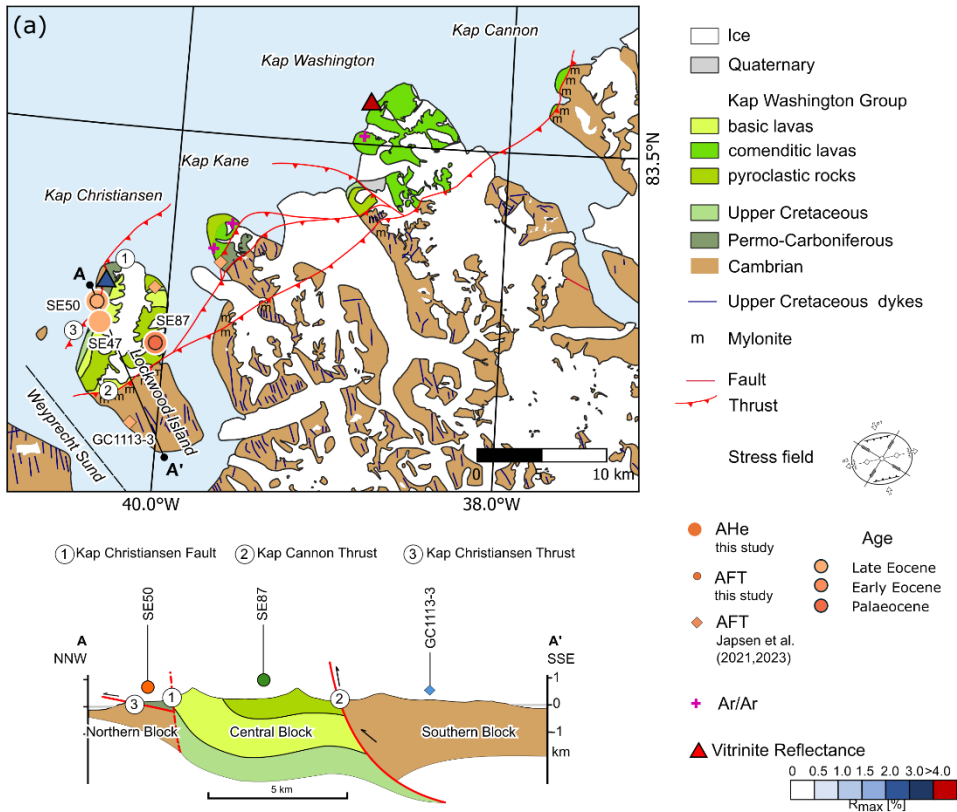 (a)
Kap Cannon
Kap Washington
Kap Kane
Kap Christiansen
83.5°N
A
1
SE50
3
SE47
SE87
2
Lockwood Island
Weyprecht Sund
GC1113-3
A'
m
0 5 10 km
40.0°W
38.0°W
Ice
Quaternary
Kap Washington Group
basic lavas
comenditic lavas
pyroclastic rocks
Upper Cretaceous
Permo-Carboniferous
Cambrian
Upper Cretaceous dykes
m Mylonite
Fault
Thrust
Stress field
1 Kap Christiansen Fault 2 Kap Cannon Thrust 3 Kap Christiansen Thrust
SE50
SE87
GC1113-3
A
NNW
A'
SSE
1
0
-1
km
3
1
2
Northern Block
Central Block
Southern Block
5 km
AHe
this study
AFT
this study
AFT
Japsen et al.
(2021,2023)
Age
Late Eocene
Early Eocene
Palaeocene
Ar/Ar
Vitrinite Reflectance
0 0.5 1.0 1.5 2.0 3.0 >4.0
Rmax [%]